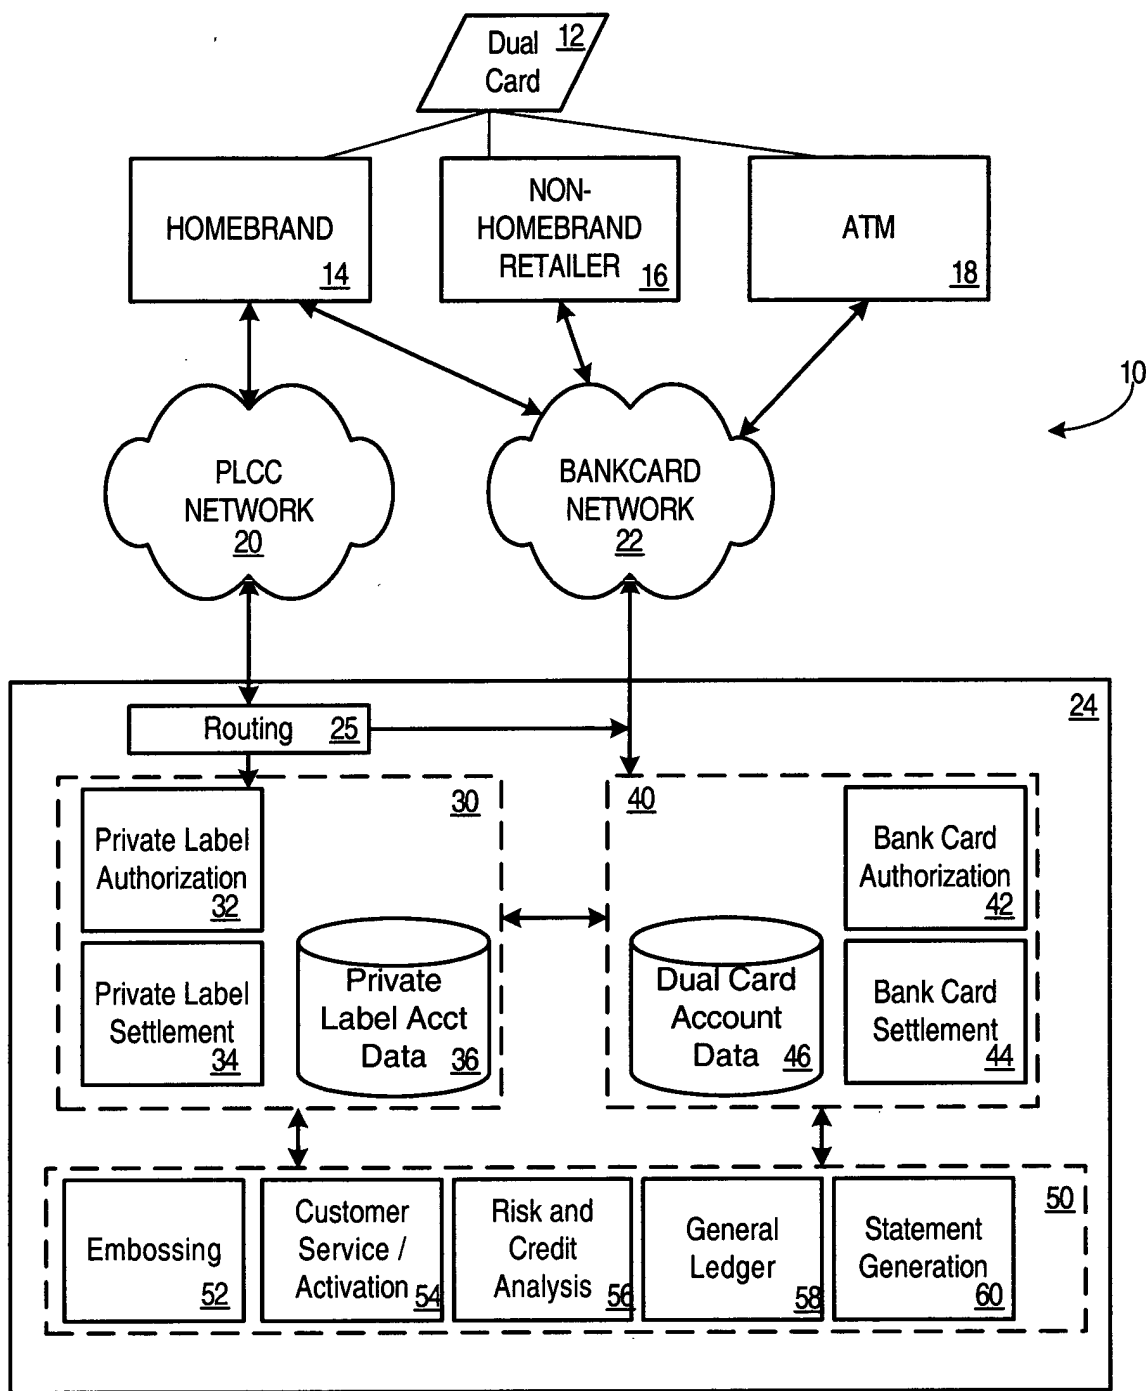 Dual 12
Card
HOMEBRAND
14
NON-
HOMEBRAND
RETAILER
16
ATM
18
10
PLCC
NETWORK
20
BANKCARD
NETWORK
22
24
Routing 25
30
40
Private Label
Authorization
32
Private Label
Settlement
34
Private
Label Acct
Data 36
Dual Card
Account
Data 46
Bank Card
Authorization
42
Bank Card
Settlement
44
50
Embossing
52
Customer
Service /
Activation 54
Risk and
Credit
Analysis 56
General
Ledger
58
Statement
Generation
60